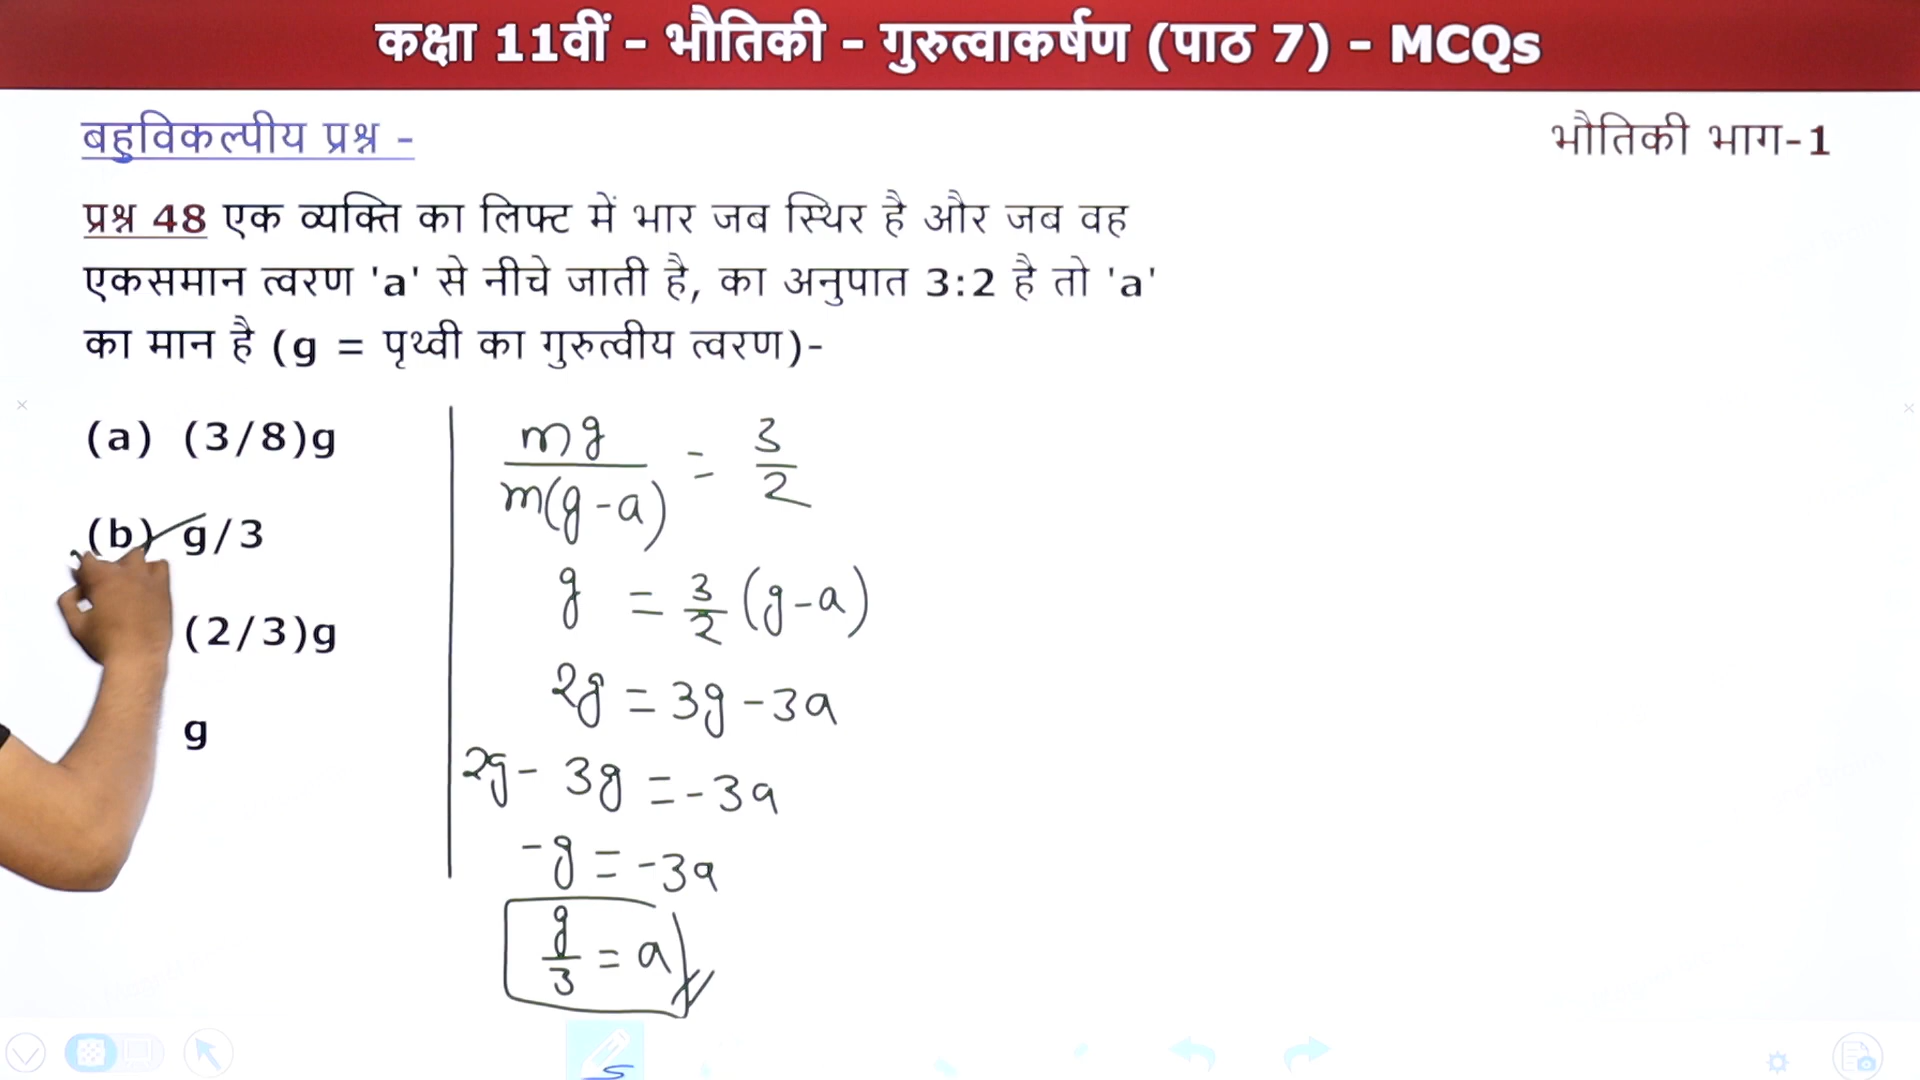 कक्षा 11वीं - भौतिकी - गुरुत्वाकर्षण (पाठ 7) - MCQs
बहुविकल्पीय प्रश्न -
भौतिकी भाग-1
प्रश्न 48 एक व्यक्ति का लिफ्ट में भार जब स्थिर है और जब वह
एकसमान त्वरण 'a' से नीचे जाती है, का अनुपात 3:2 है तो 'a'
का मान है (g = पृथ्वी का गुरुत्वीय त्वरण)-
(a) (3/8)g
(b) g/3
(2/3)g
g
mg/m(g-a) = 3/2
g = 3/2 (g-a)
2g = 3g - 3a
2g - 3g = -3a
-g = -3a
g/3 = a